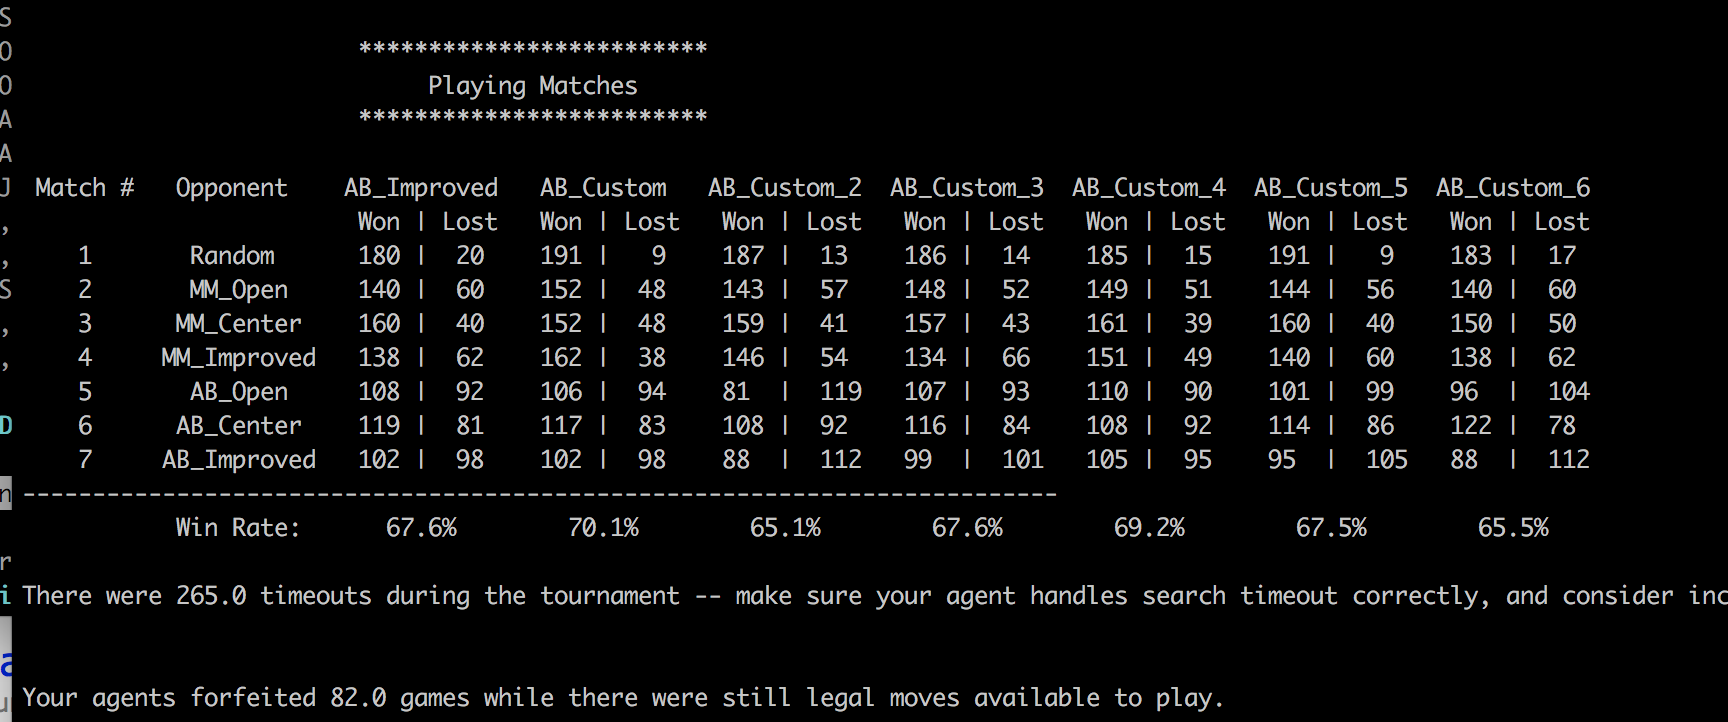 *************************
Playing Matches
*************************
Match # Opponent AB_Improved AB_Custom AB_Custom_2 AB_Custom_3 AB_Custom_4 AB_Custom_5 AB_Custom_6
Won | Lost Won | Lost Won | Lost Won | Lost Won | Lost Won | Lost Won | Lost
1 Random 180 | 20 191 | 9 187 | 13 186 | 14 185 | 15 191 | 9 183 | 17
2 MM_Open 140 | 60 152 | 48 143 | 57 148 | 52 149 | 51 144 | 56 140 | 60
3 MM_Center 160 | 40 152 | 48 159 | 41 157 | 43 161 | 39 160 | 40 150 | 50
4 MM_Improved 138 | 62 162 | 38 146 | 54 134 | 66 151 | 49 140 | 60 138 | 62
5 AB_Open 108 | 92 106 | 94 81 | 119 107 | 93 110 | 90 101 | 99 96 | 104
6 AB_Center 119 | 81 117 | 83 108 | 92 116 | 84 108 | 92 114 | 86 122 | 78
7 AB_Improved 102 | 98 102 | 98 88 | 112 99 | 101 105 | 95 95 | 105 88 | 112
--------------------------------------------------------------------------
Win Rate: 67.6% 70.1% 65.1% 67.6% 69.2% 67.5% 65.5%
There were 265.0 timeouts during the tournament -- make sure your agent handles search timeout correctly, and consider inc
Your agents forfeited 82.0 games while there were still legal moves available to play.